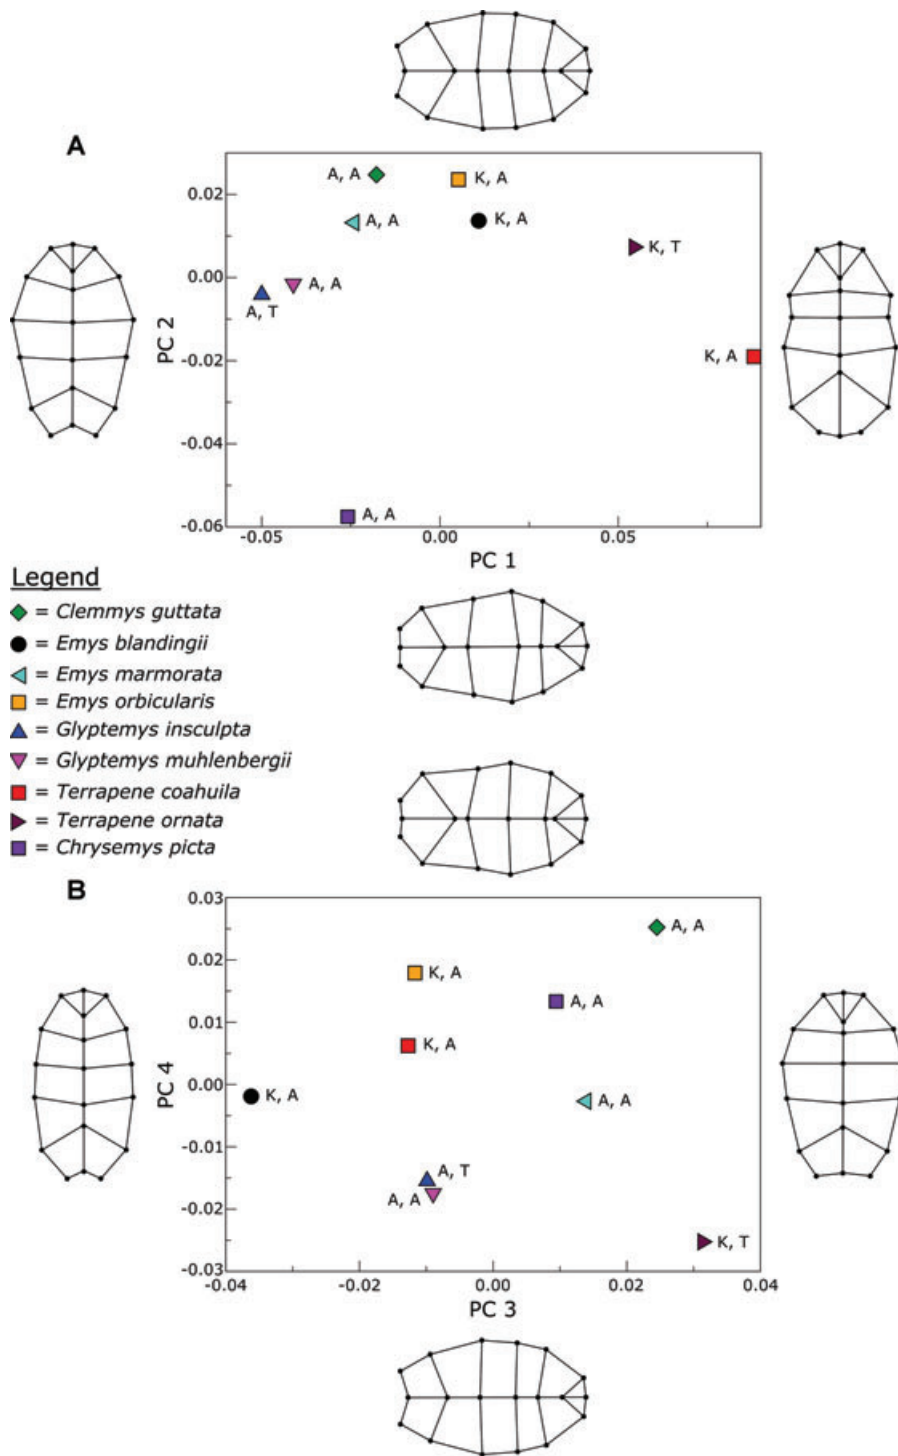 A
0.02
0.00
-0.02
-0.04
-0.06
PC 2
A, A
K, A
A, A
K, A
K, T
A, A
A, T
K, A
A, A
-0.05
0.00
0.05
PC 1
Legend
= Clemmys guttata
= Emys blandingii
= Emys marmorata
= Emys orbicularis
= Glyptemys insculpta
= Glyptemys muhlenbergii
= Terrapene coahuila
= Terrapene ornata
= Chrysemys picta
B
0.03
0.02
0.01
0.00
-0.01
-0.02
-0.03
PC 4
A, A
K, A
A, A
K, A
K, A
A, A
A, T
A, A
K, T
-0.04
-0.02
0.00
0.02
0.04
PC 3